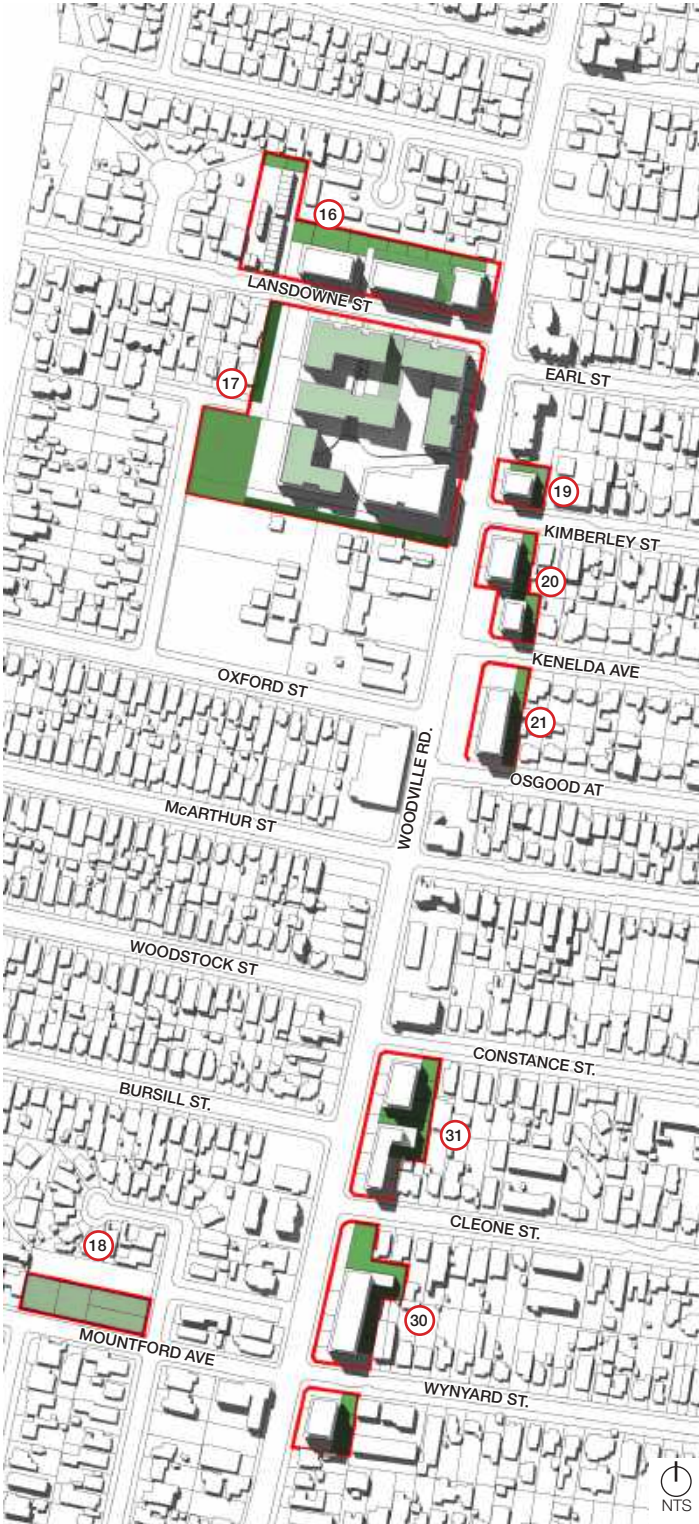 16
LANSDOWNE ST
EARL ST
17
19
KIMBERLEY ST
20
KENELDA AVE
OXFORD ST
21
WOODVILLE RD.
OSGOOD AT
McARTHUR ST
WOODSTOCK ST
CONSTANCE ST.
BURSILL ST.
31
CLEONE ST.
18
30
MOUNTFORD AVE
WYNYARD ST.
NTS